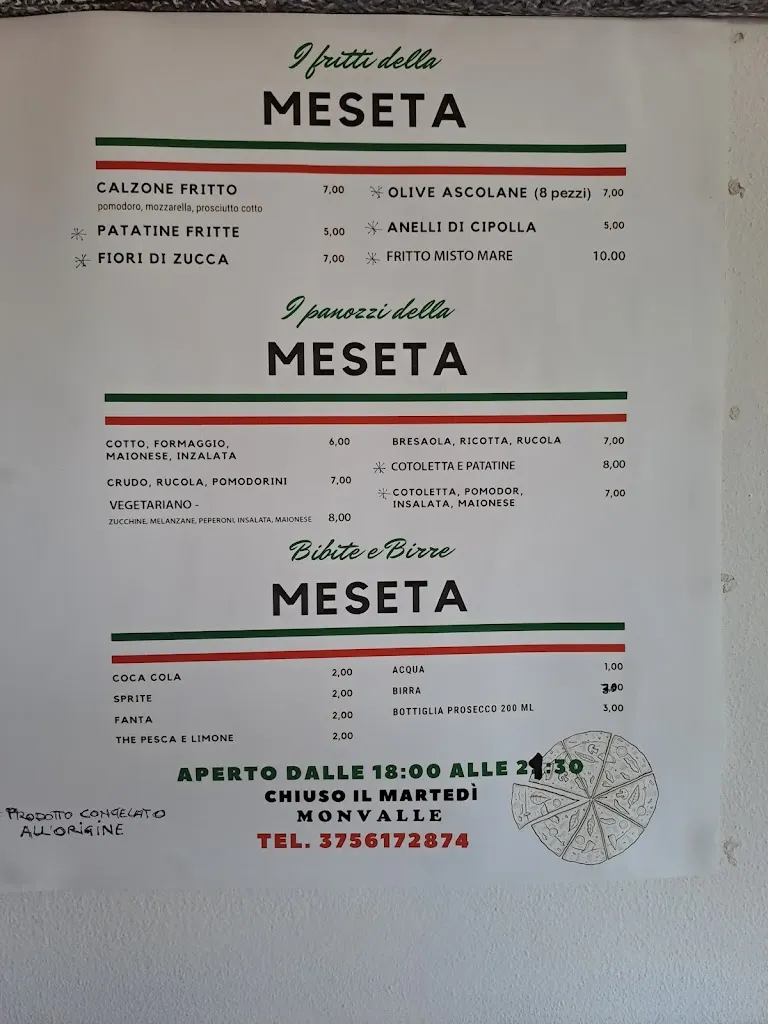 I fritti della
MESETA
CALZONE FRITTO 7,00
pomodoro, mozzarella, prosciutto cotto
PATATINE FRITTE 5,00
FIORI DI ZUCCA 7,00
OLIVE ASCOLANE (8 pezzi) 7,00
ANELLI DI CIPOLLA 5,00
FRITTO MISTO MARE 10.00
I panozzi della
MESETA
COTTO, FORMAGGIO, 6,00
MAIONESE, INZALATA
CRUDO, RUCOLA, POMODORINI 7,00
VEGETARIANO -
ZUCCHINE, MELANZANE, PEPERONI, INSALATA, MAIONESE 8,00
BRESAOLA, RICOTTA, RUCOLA 7,00
COTOLETTA E PATATINE 8,00
COTOLETTA, POMODOR, 7,00
INSALATA, MAIONESE
Bibite e Birre
MESETA
COCA COLA 2,00
SPRITE 2,00
FANTA 2,00
THE PESCA E LIMONE 2,00
ACQUA 1,00
BIRRA
BOTTIGLIA PROSECCO 200 ML 3,00
APERTO DALLE 18:00 ALLE 21:30
CHIUSO IL MARTEDÌ
MONVALLE
TEL. 3756172874
PRODOTTO CONGELATO
ALL'ORIGINE